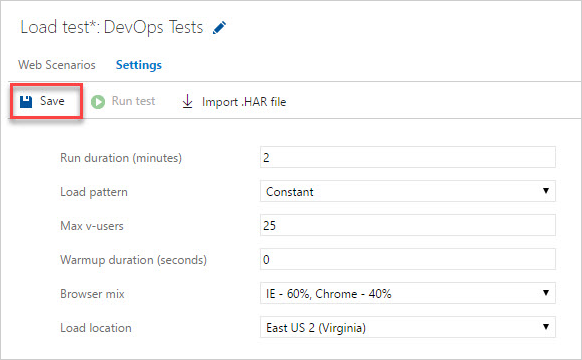 Load test*: DevOps Tests
Web Scenarios Settings
Save Run test Import .HAR file
Run duration (minutes) 2
Load pattern Constant
Max v-users 25
Warmup duration (seconds) 0
Browser mix IE - 60%, Chrome - 40%
Load location East US 2 (Virginia)